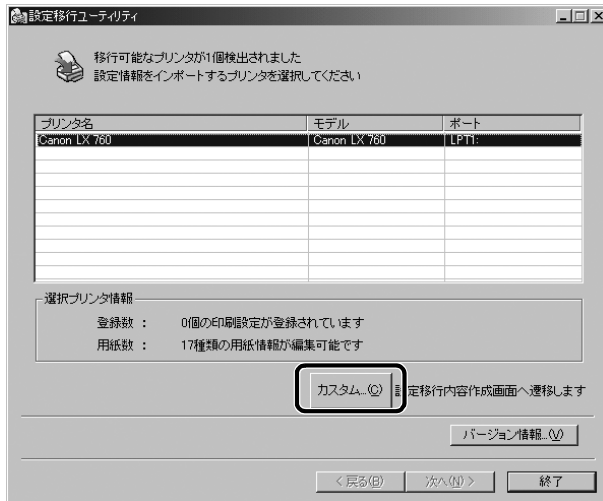 設定移行ユーティリティ
移行可能なプリンタが1個検出されました
設定情報をインポートするプリンタを選択してください
プリンタ名 モデル ポート
Canon LX 760 Canon LX 760 LPT1:
選択プリンタ情報
登録数 : 0個の印刷設定が登録されています
用紙数 : 17種類の用紙情報が編集可能です
カスタム...(C) 設定移行内容作成画面へ遷移します
バージョン情報...(V)
< 戻る(B) 次へ(N) > 終了